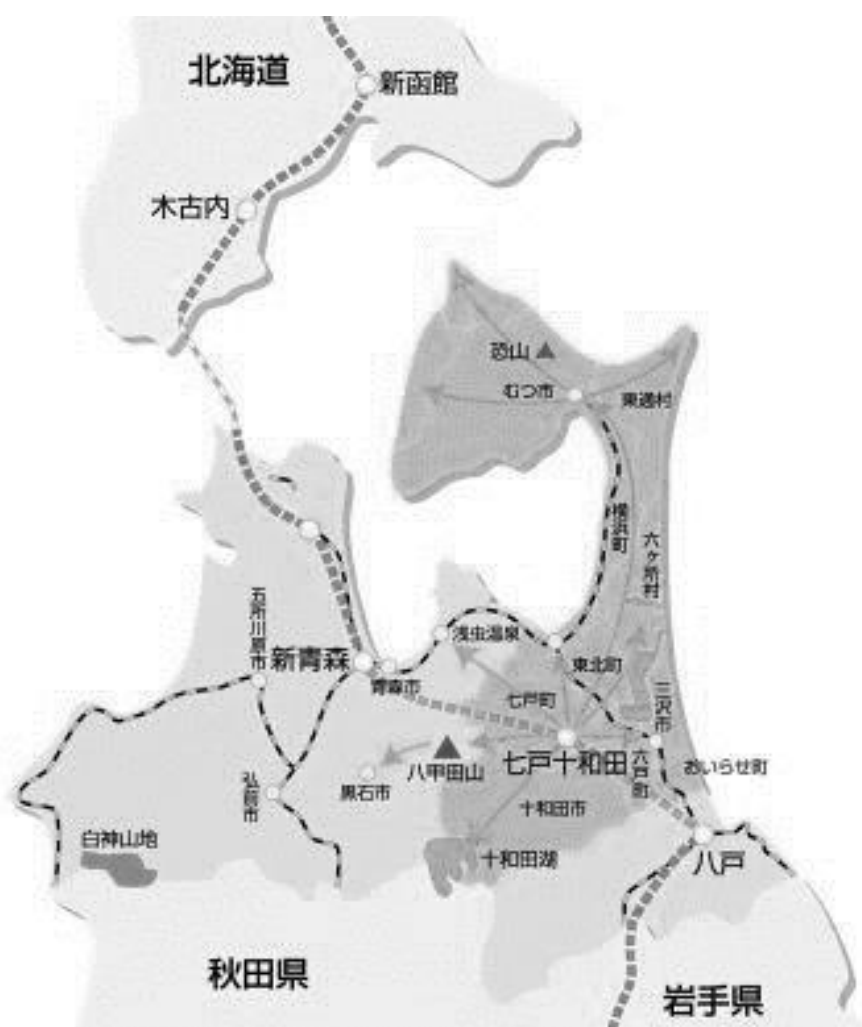 北海道
新函館
木古内
恐山
むつ市
東通村
横浜町
六ヶ所村
五所川原市
新青森
青森市
浅虫温泉
東北町
七戸町
三沢市
七戸十和田
六戸町
おいらせ町
八甲田山
黒石市
弘前市
十和田市
白神山地
十和田湖
八戸
秋田県
岩手県